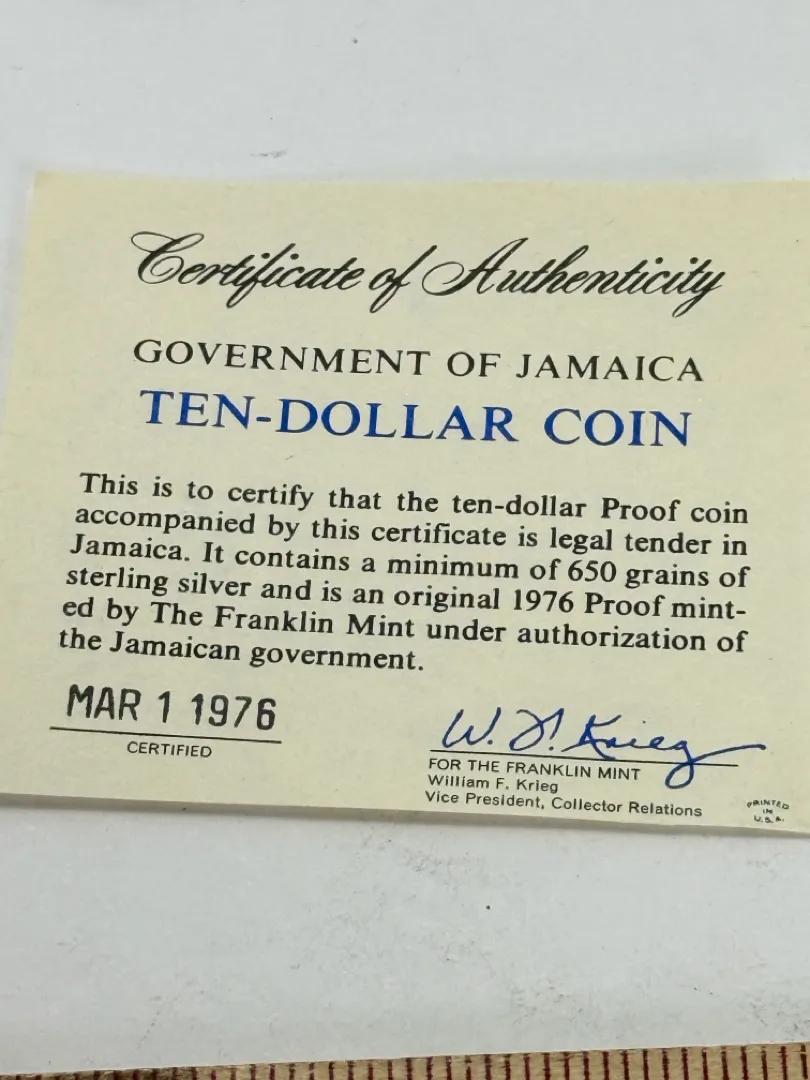 Certificate of Authenticity
GOVERNMENT OF JAMAICA
TEN-DOLLAR COIN
This is to certify that the ten-dollar Proof coin
accompanied by this certificate is legal tender in
Jamaica. It contains a minimum of 650 grains of
sterling silver and is an original 1976 Proof mint-
ed by The Franklin Mint under authorization of
the Jamaican government.
MAR 1 1976
CERTIFIED
W. F. Krieg
FOR THE FRANKLIN MINT
William F. Krieg
Vice President, Collector Relations
PRINTED
IN
U.S.A.